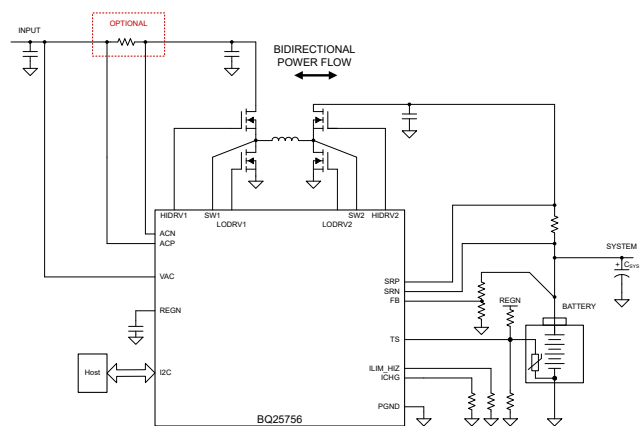 INPUT
OPTIONAL
BIDIRECTIONAL
POWER FLOW
HIDRV1
SW1
LODRV1
LODRV2
SW2
HIDRV2
ACN
ACP
VAC
REGN
Host
I2C
SRP
SRN
FB
TS
ILIM_HIZ
ICHG
PGND
BQ25756
REGN
BATTERY
SYSTEM
+ CSYS